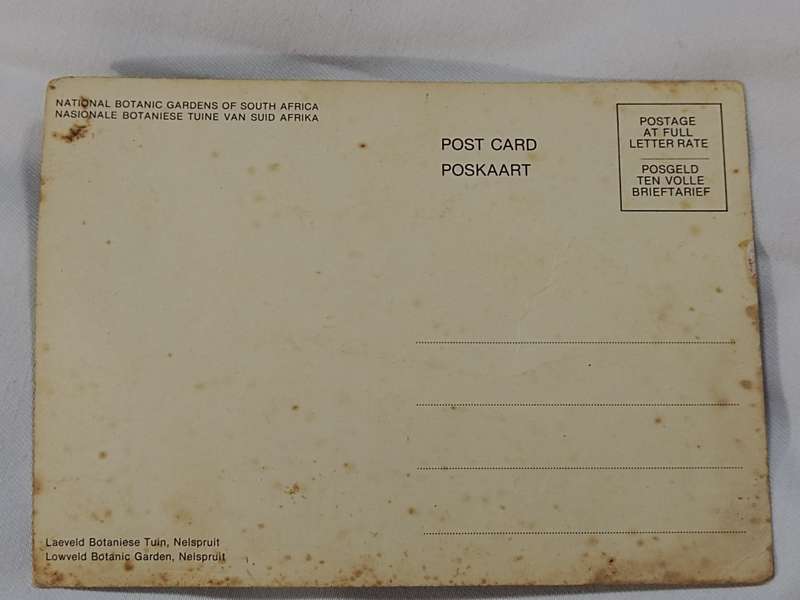 NATIONAL BOTANIC GARDENS OF SOUTH AFRICA
NASIONALE BOTANIESE TUINE VAN SUID AFRIKA
POST CARD
POSKAART
POSTAGE
AT FULL
LETTER RATE
POSGELD
TEN VOLLE
BRIEFTARIEF
Laeveld Botaniese Tuin, Nelspruit
Lowveld Botanic Garden, Nelspruit